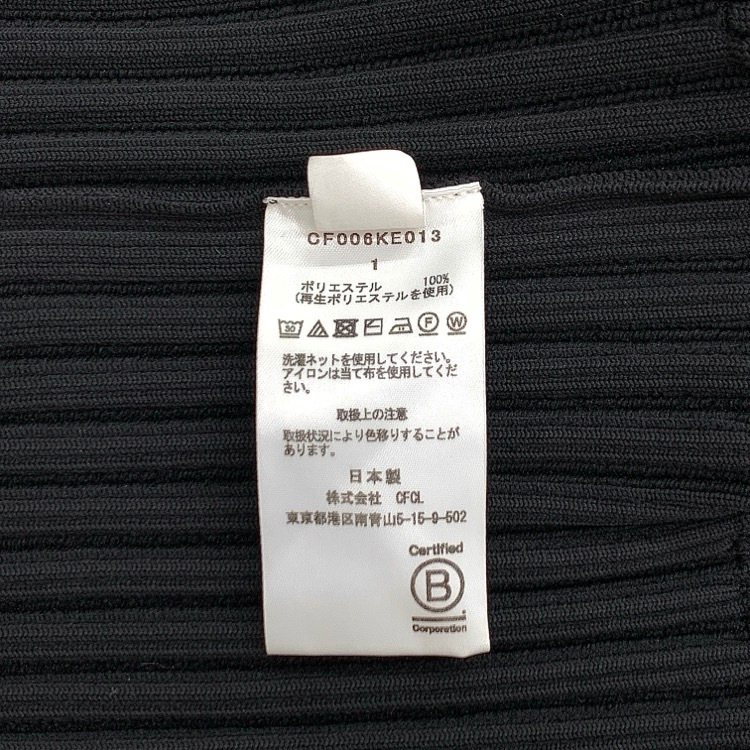 CF006KE013
1
ポリエステル 100%
(再生ポリエステルを使用)
30 F W
洗濯ネットを使用してください。
アイロンは当て布を使用してくだ
さい。
取扱上の注意
取扱状況により色移りすることが
あります。
日本製
株式会社 CFCL
東京都港区南青山5-15-9-502
Certified
B
Corporation